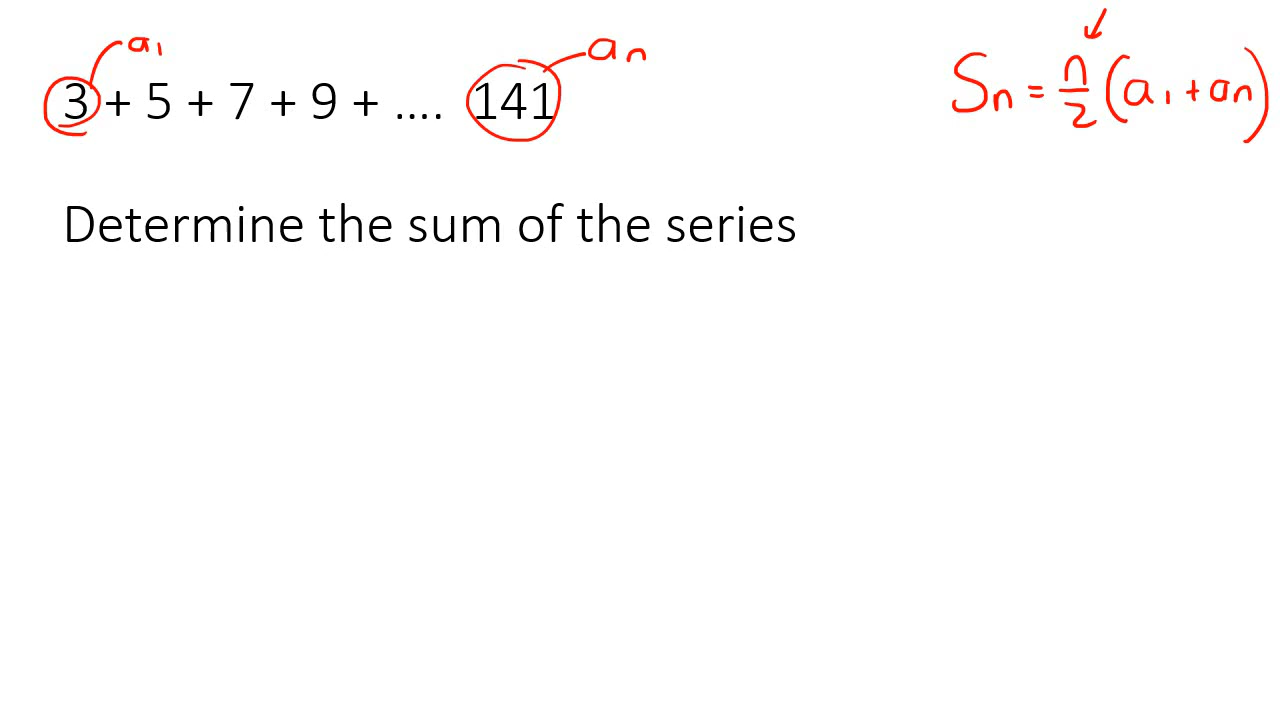 a₁
aₙ
3 + 5 + 7 + 9 + .... 141
Sₙ = n/2 (a₁ + aₙ)
Determine the sum of the series